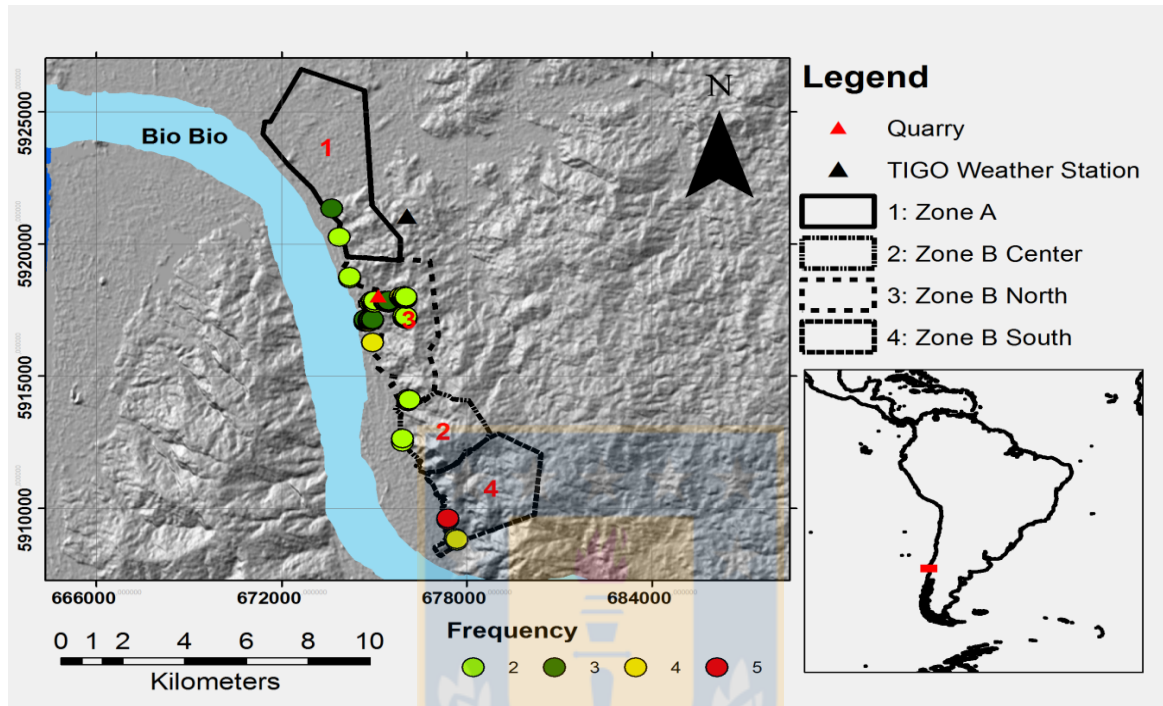 Legend
Quarry
TIGO Weather Station
1: Zone A
2: Zone B Center
3: Zone B North
4: Zone B South
N
Bio Bio
1
3
2
4
5925000
5920000
5915000
5910000
666000
672000
678000
684000
0 1 2 4 6 8 10
Kilometers
Frequency
2 3 4 5